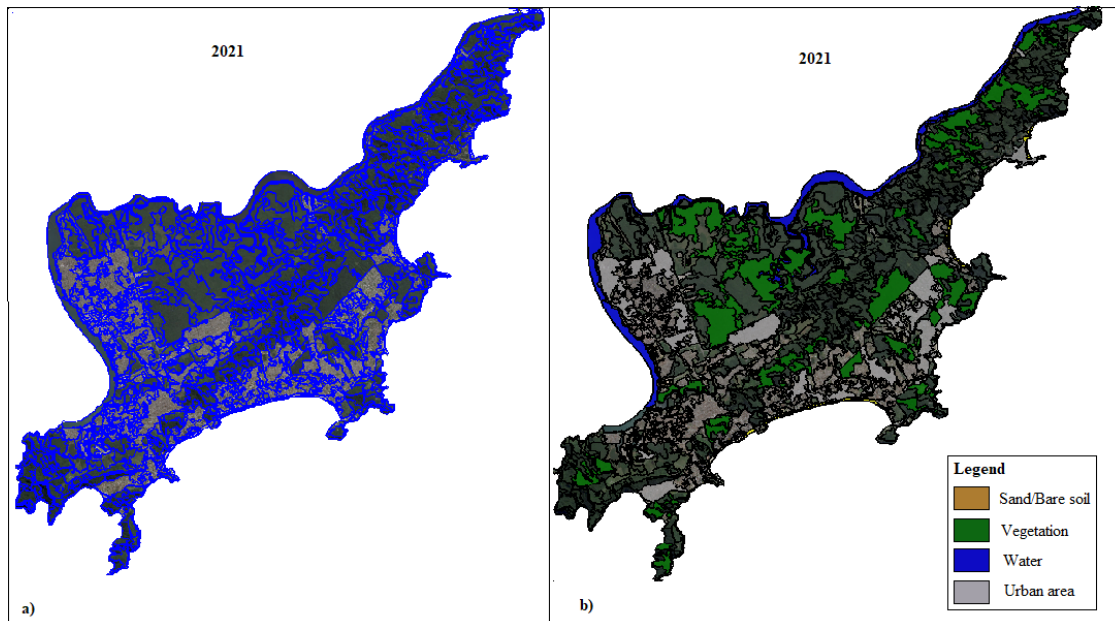 2021
a)
2021
b)
Legend
Sand/Bare soil
Vegetation
Water
Urban area